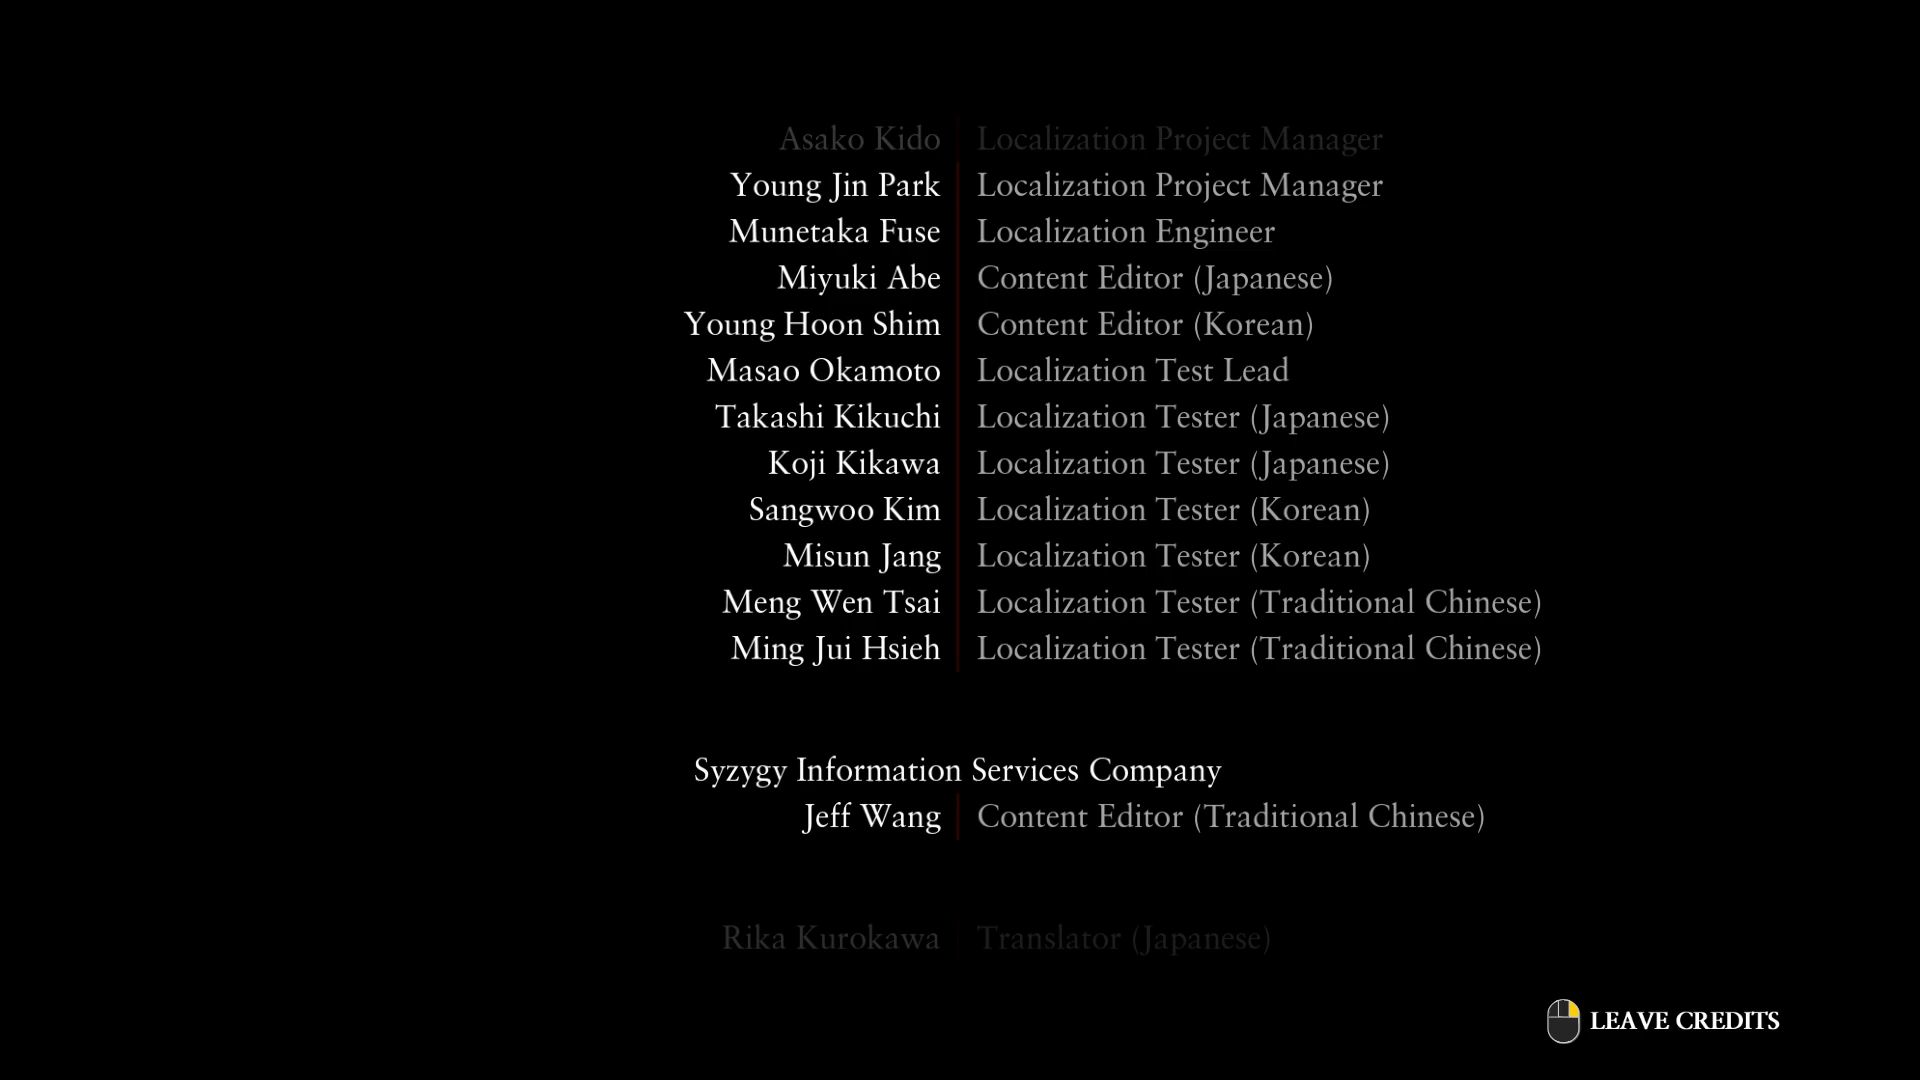 Asako Kido Localization Project Manager
Young Jin Park Localization Project Manager
Munetaka Fuse Localization Engineer
Miyuki Abe Content Editor (Japanese)
Young Hoon Shim Content Editor (Korean)
Masao Okamoto Localization Test Lead
Takashi Kikuchi Localization Tester (Japanese)
Koji Kikawa Localization Tester (Japanese)
Sangwoo Kim Localization Tester (Korean)
Misun Jang Localization Tester (Korean)
Meng Wen Tsai Localization Tester (Traditional Chinese)
Ming Jui Hsieh Localization Tester (Traditional Chinese)
Syzygy Information Services Company
Jeff Wang Content Editor (Traditional Chinese)
Rika Kurokawa Translator (Japanese)
LEAVE CREDITS